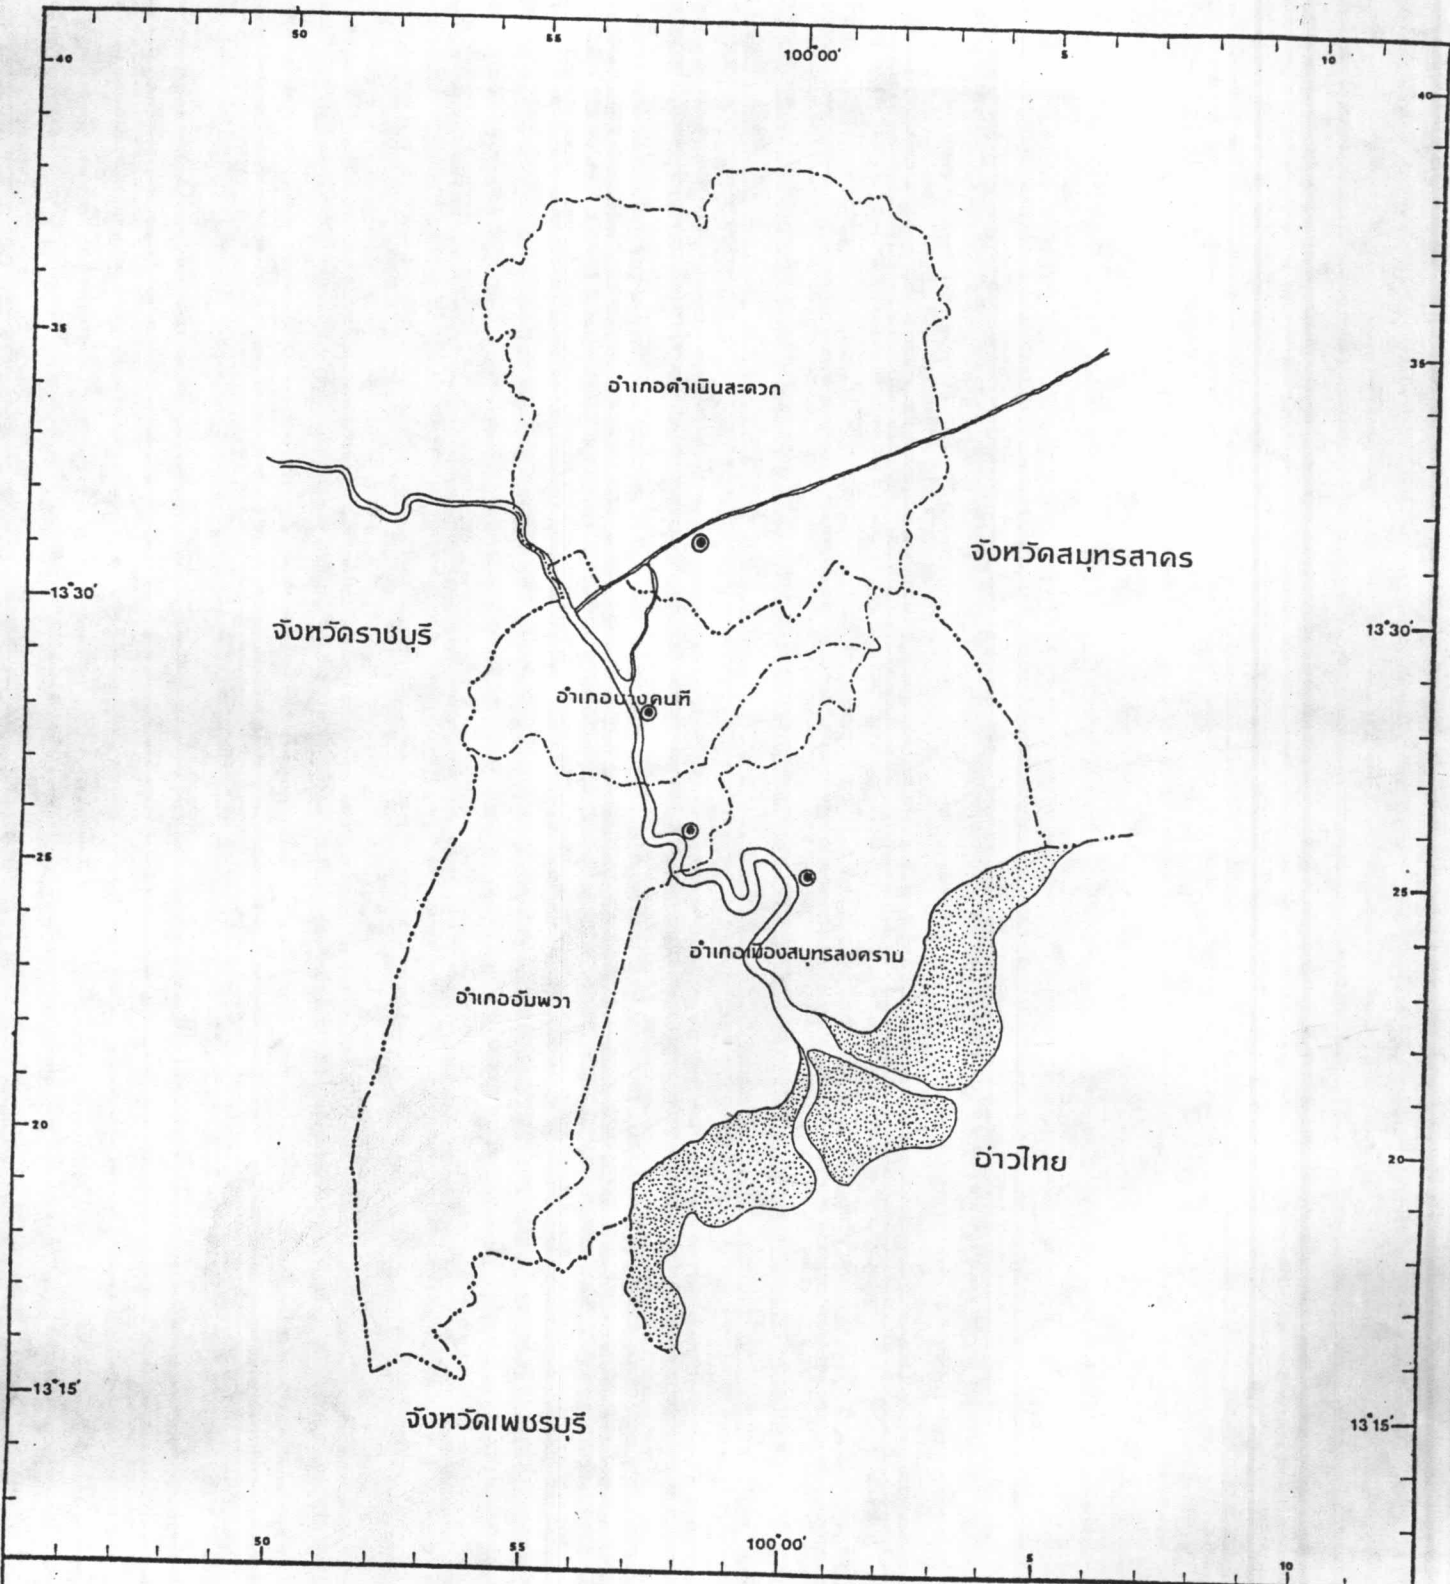 50 55 100°00' 5 10
40 40
35 35
อำเภอดำเนินสะดวก
จังหวัดสมุทรสาคร
13°30' 13°30'
จังหวัดราชบุรี
อำเภอบางคนที
25 25
อำเภอเมืองสมุทรสงคราม
อำเภออัมพวา
20 20
อ่าวไทย
13°15' 13°15'
จังหวัดเพชรบุรี
50 55 100°00' 5 10